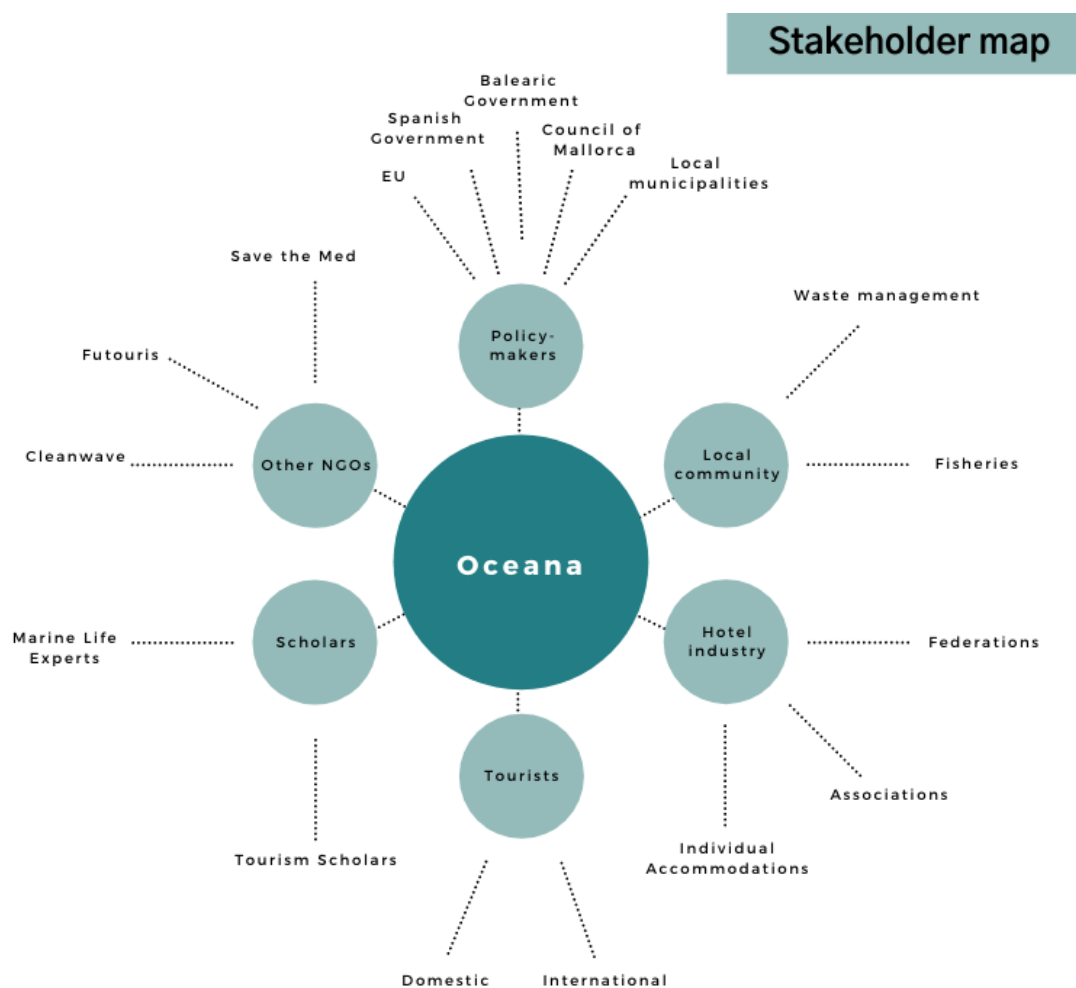 Stakeholder map
Balearic
Government
Spanish
Government
Council of
Mallorca
EU
Local
municipalities
Save the Med
Waste management
Futouris
Policy-
makers
Cleanwave
Other NGOs
Local
community
Fisheries
Oceana
Marine Life
Experts
Scholars
Hotel
industry
Federations
Tourists
Associations
Tourism Scholars
Individual
Accommodations
Domestic
International